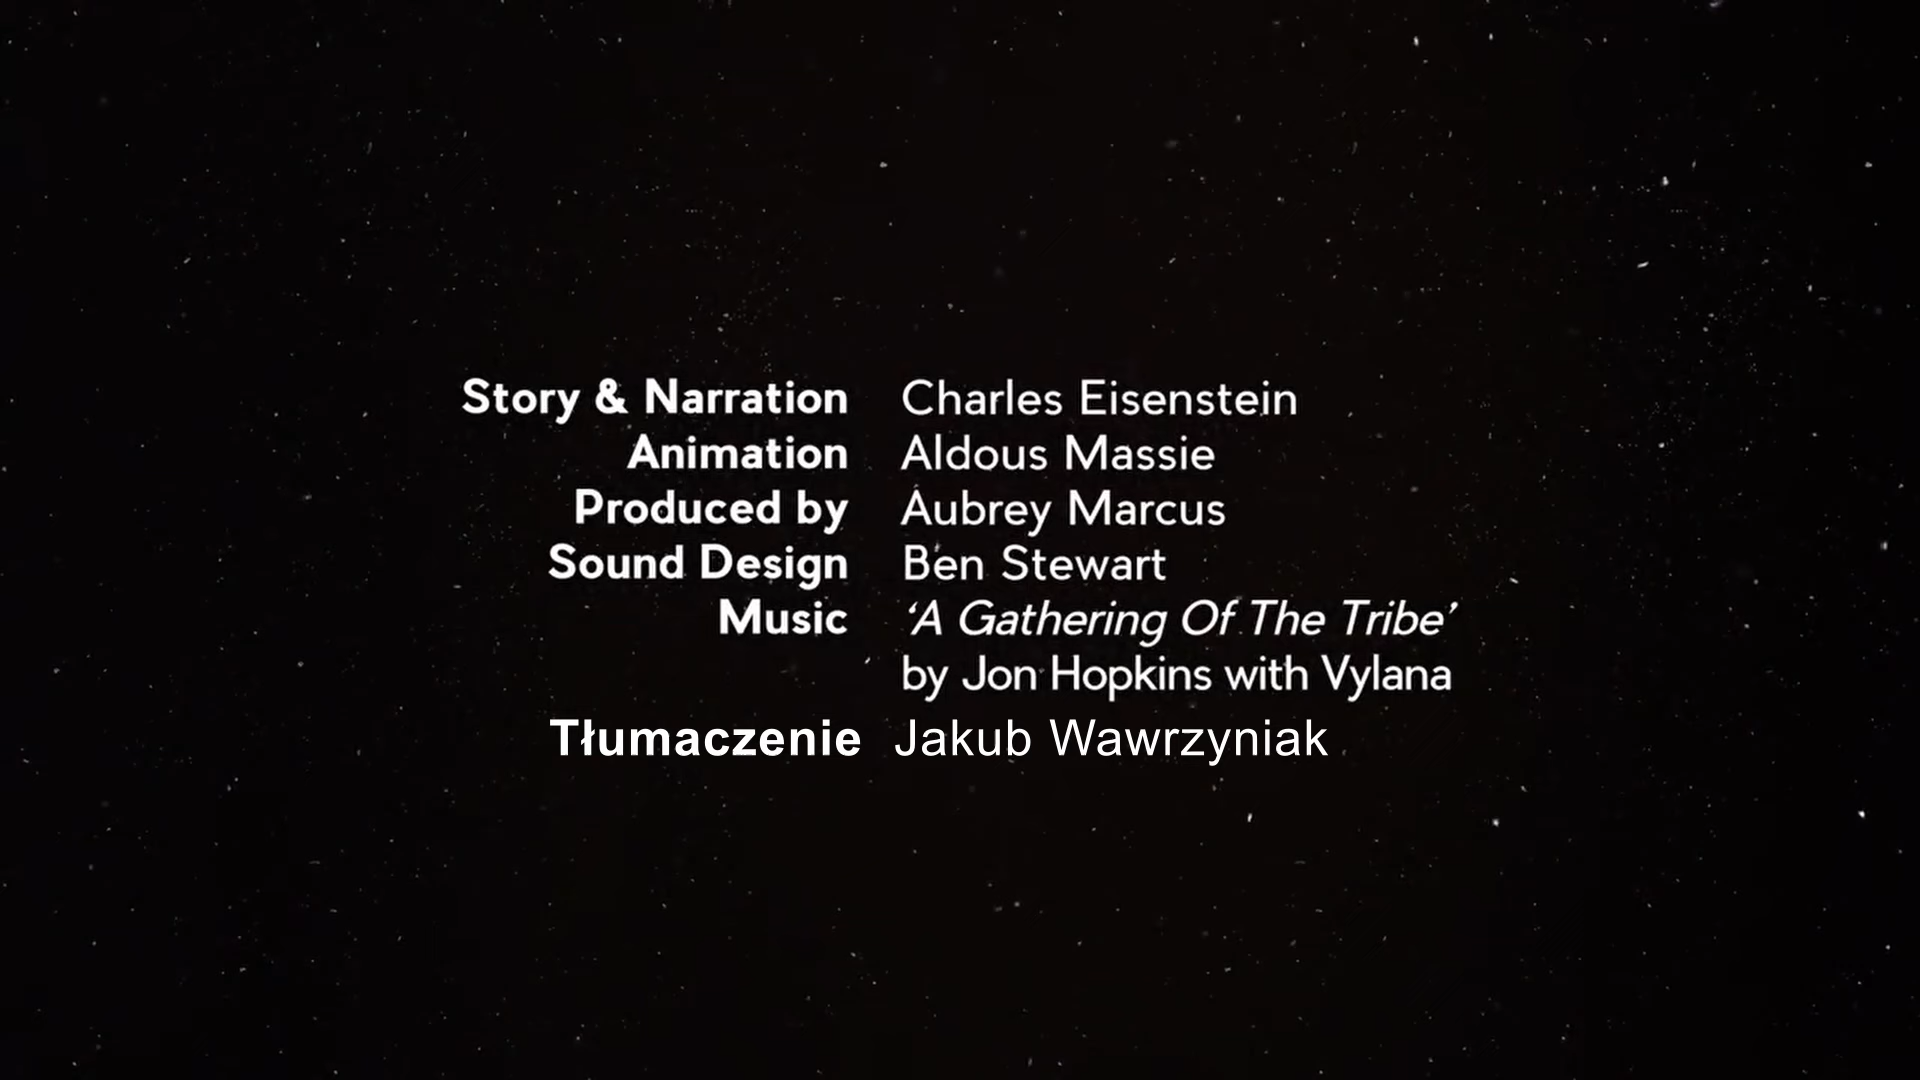 Story & Narration Charles Eisenstein
Animation Aldous Massie
Produced by Aubrey Marcus
Sound Design Ben Stewart
Music ‘A Gathering Of The Tribe’
by Jon Hopkins with Vylana
Tłumaczenie Jakub Wawrzyniak